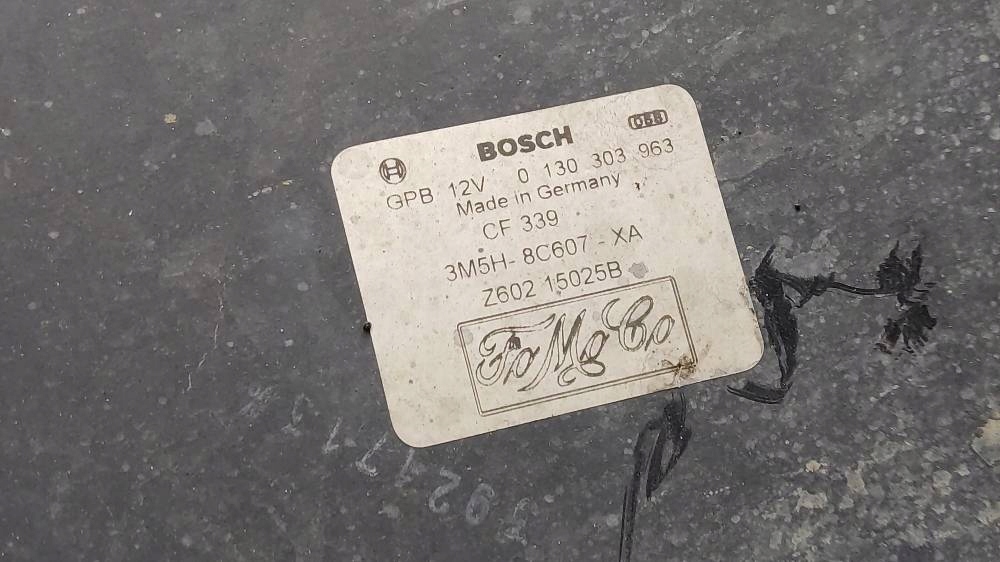 BOSCH
GPB 12V 0 130 303 963
Made in Germany
CF 339
3M5H-8C607-XA
Z602 15025B
FoMoCo